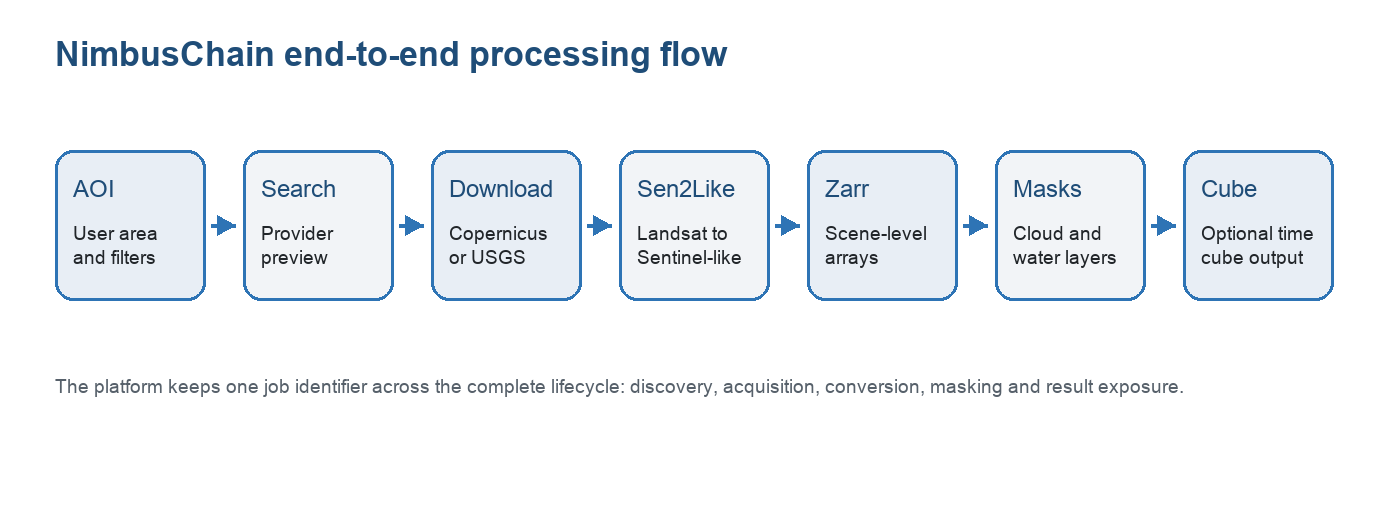 NimbusChain end-to-end processing flow
AOI
User area
and filters
Search
Provider
preview
Download
Copernicus
or USGS
Sen2Like
Landsat to
Sentinel-like
Zarr
Scene-level
arrays
Masks
Cloud and
water layers
Cube
Optional time
cube output
The platform keeps one job identifier across the complete lifecycle: discovery, acquisition, conversion, masking and result exposure.